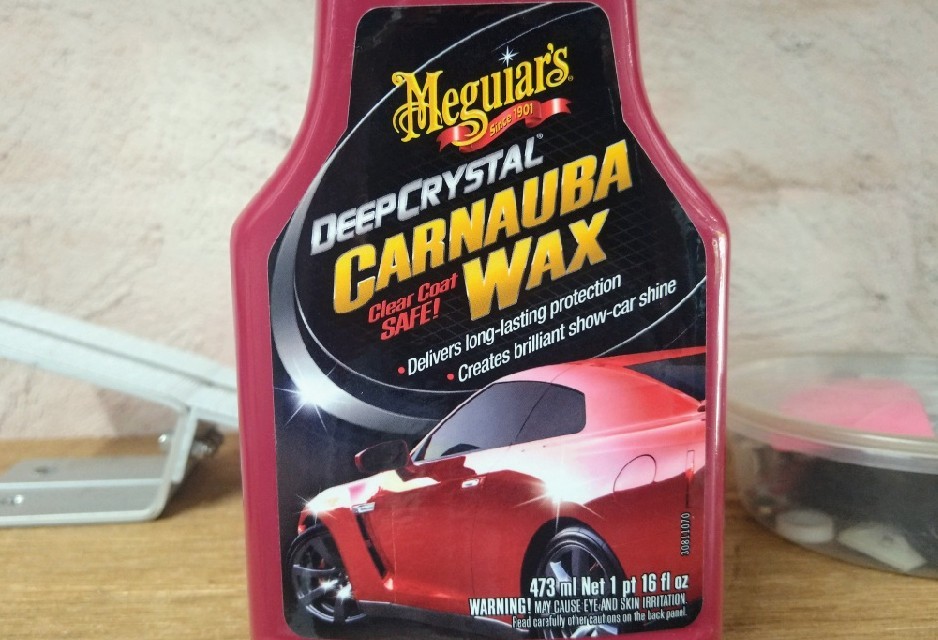 Meguiar's
Since 1901
DEEPCRYSTAL®
CARNAUBA
WAX
Clear Coat
SAFE!
• Delivers long-lasting protection
• Creates brilliant show-car shine
30811070
473 ml Net 1 pt 16 fl oz
WARNING! MAY CAUSE EYE AND SKIN IRRITATION.
Read carefully other cautions on the back panel.